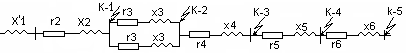 K-1 r3 x3 K-2 K-3 K-4 k-5
x'1 r2 x2 r3 x3 r4 x4 r5 x5 r6 x6